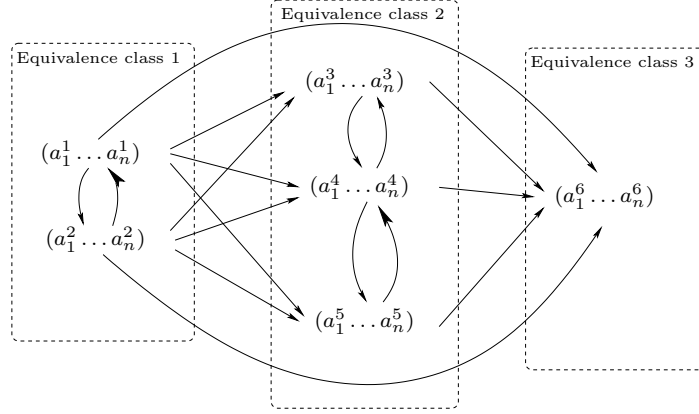 Equivalence class 1
Equivalence class 2
Equivalence class 3
(a_1^1 … a_n^1)
(a_1^2 … a_n^2)
(a_1^3 … a_n^3)
(a_1^4 … a_n^4)
(a_1^5 … a_n^5)
(a_1^6 … a_n^6)